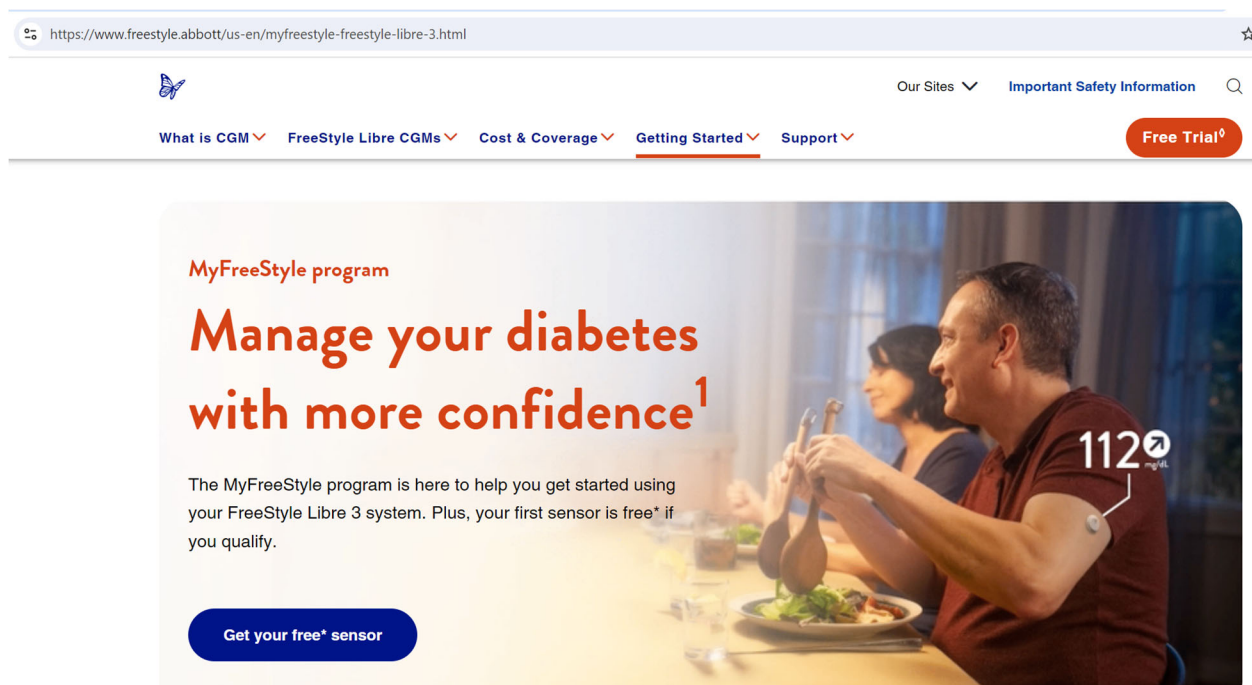 https://www.freestyle.abbott/us-en/myfreestyle-freestyle-libre-3.html
Our Sites
Important Safety Information
What is CGM
FreeStyle Libre CGMs
Cost & Coverage
Getting Started
Support
Free Trial◊
MyFreeStyle program
Manage your diabetes
with more confidence¹
The MyFreeStyle program is here to help you get started using
your FreeStyle Libre 3 system. Plus, your first sensor is free* if
you qualify.
112
mg/dL
Get your free* sensor